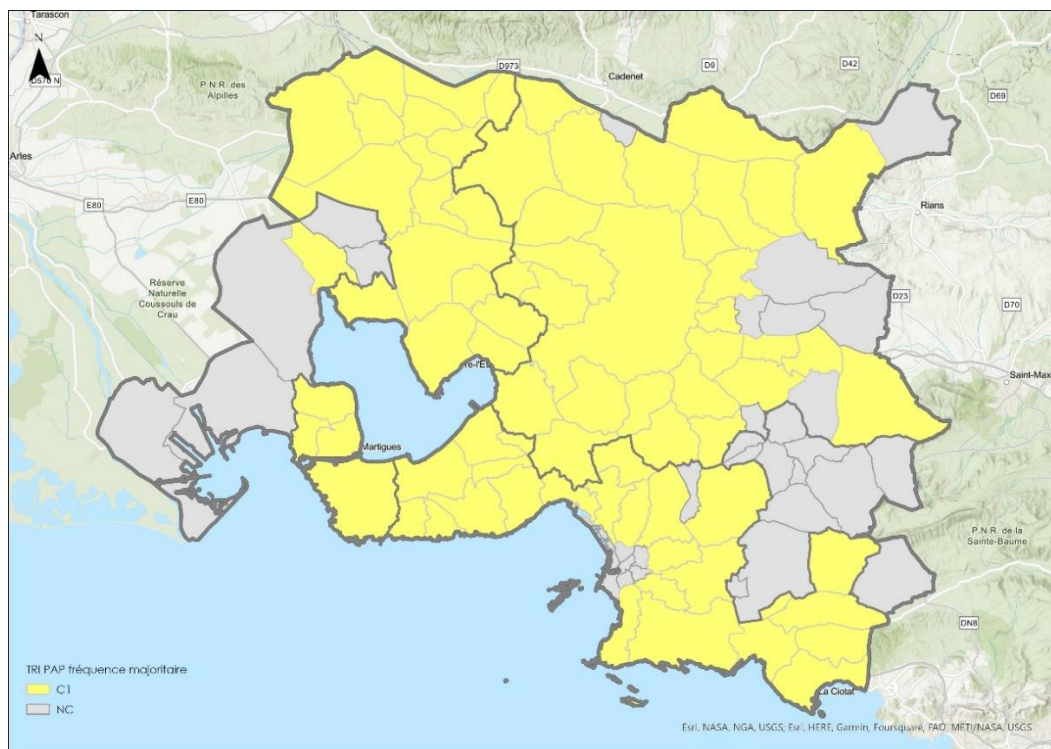 Tarascon
N
D570 N
P.N.R. des
Alpilles
D973
Cadenet
D9
D42
D69
Arles
E80
E80
Rians
Réserve
Naturelle
Coussouls de
Crau
D23
D70
Saint-Max
re-l'Et
Martigues
P.N.R. de la
Sainte-Baume
DN8
La Ciotat
TRI PAP fréquence majoritaire
C1
NC
Esri, NASA, NGA, USGS; Esri, HERE, Garmin, Foursquare, FAO, METI/NASA, USGS